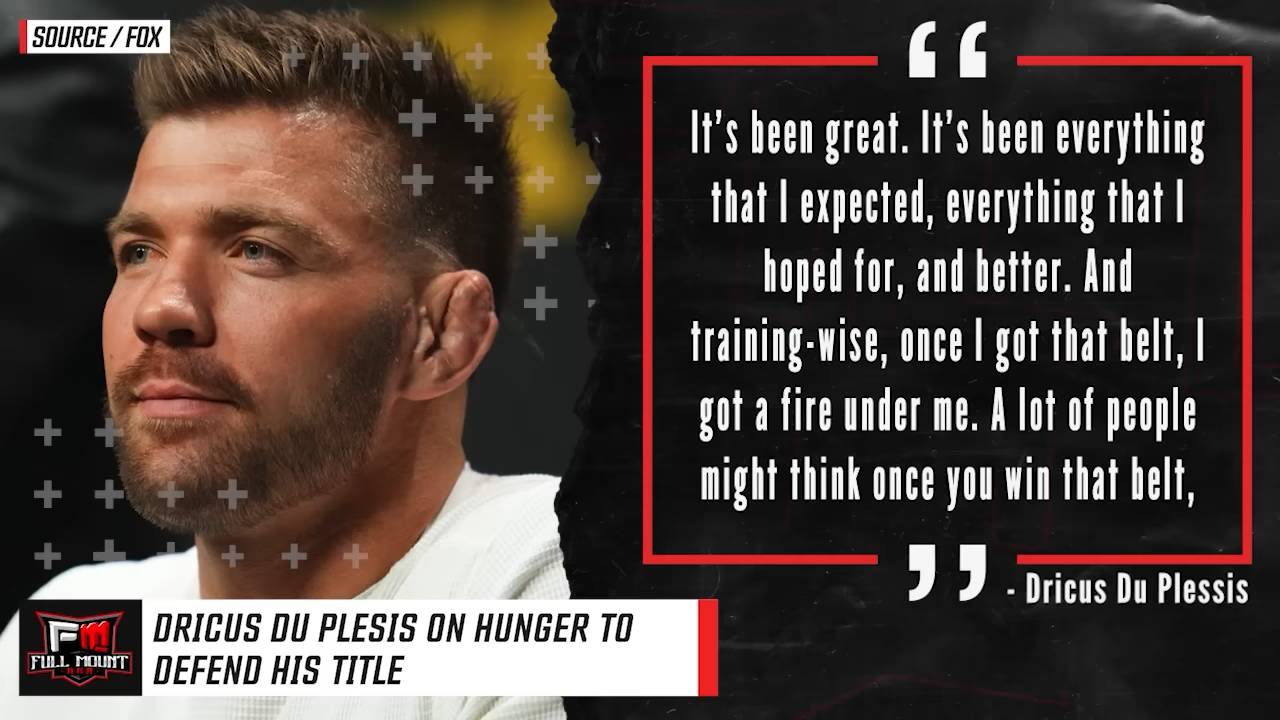 SOURCE / FOX
“
It’s been great. It’s been everything
that I expected, everything that I
hoped for, and better. And
training-wise, once I got that belt, I
got a fire under me. A lot of people
might think once you win that belt,
”
- Dricus Du Plessis
FM
FULL MOUNT
DRICUS DU PLESIS ON HUNGER TO
DEFEND HIS TITLE